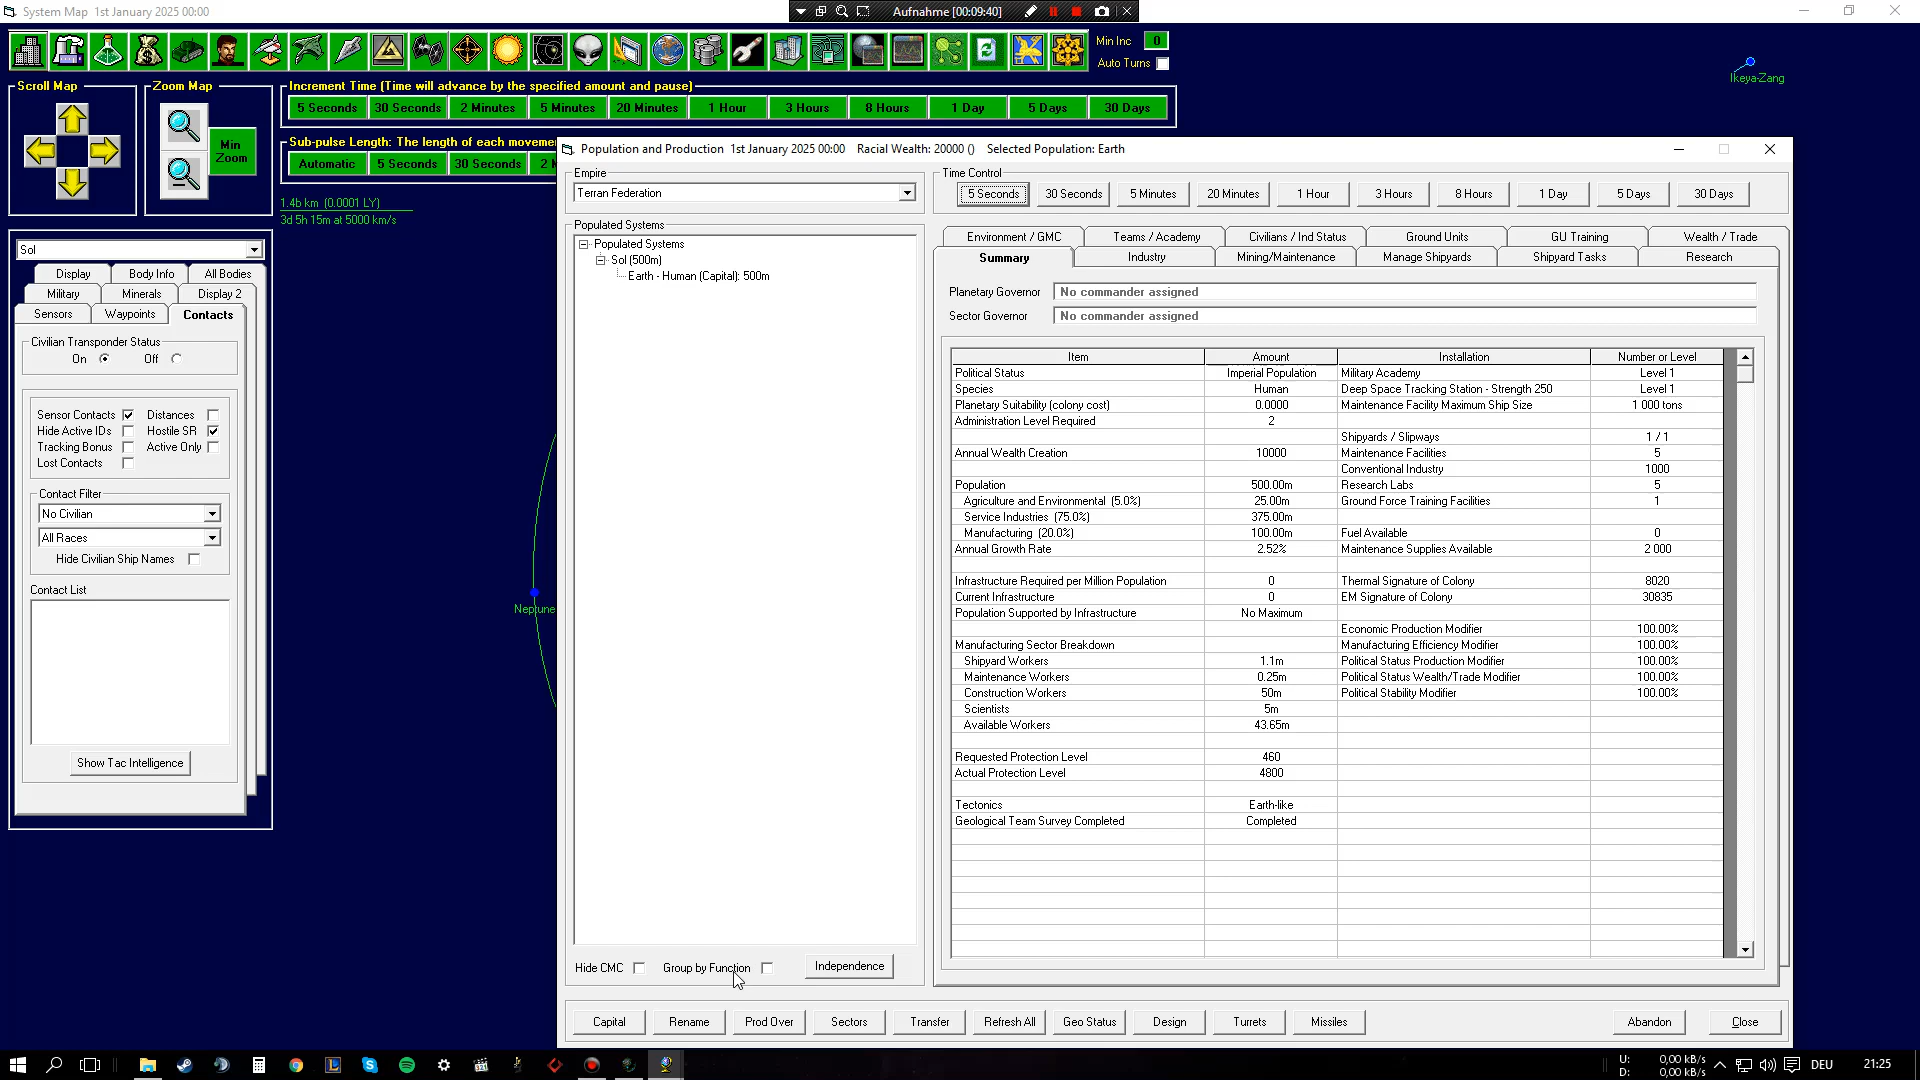 System Map   1st January 2025 00:00
Aufnahme [00:09:40]
Min Inc 0
Auto Turns
Scroll Map
Zoom Map
Min Zoom
Increment Time (Time will advance by the specified amount and pause)
5 Seconds 30 Seconds 2 Minutes 5 Minutes 20 Minutes 1 Hour 3 Hours 8 Hours 1 Day 5 Days 30 Days
Sub-pulse Length: The length of each moveme
Automatic 5 Seconds 30 Seconds 2 M
1.4b km (0.0001 LY)
3d 5h 15m at 5000 km/s
Ikeya-Zang
Neptune
Sol
Display Body Info All Bodies
Military Minerals Display 2
Sensors Waypoints Contacts
Civilian Transponder Status
On Off
Sensor Contacts Distances
Hide Active IDs Hostile SR
Tracking Bonus Active Only
Lost Contacts
Contact Filter
No Civilian
All Races
Hide Civilian Ship Names
Contact List
Show Tac Intelligence
Population and Production   1st January 2025 00:00   Racial Wealth: 20000 ()   Selected Population: Earth
Empire
Terran Federation
Populated Systems
Populated Systems
Sol (500m)
Earth - Human (Capital): 500m
Hide CMC Group by Function Independence
Time Control
5 Seconds 30 Seconds 5 Minutes 20 Minutes 1 Hour 3 Hours 8 Hours 1 Day 5 Days 30 Days
Environment / GMC Teams / Academy Civilians / Ind Status Ground Units GU Training Wealth / Trade
Summary Industry Mining/Maintenance Manage Shipyards Shipyard Tasks Research
Planetary Governor No commander assigned
Sector Governor No commander assigned
Item Amount Installation Number or Level
Political Status Imperial Population Military Academy Level 1
Species Human Deep Space Tracking Station - Strength 250 Level 1
Planetary Suitability (colony cost) 0.0000 Maintenance Facility Maximum Ship Size 1 000 tons
Administration Level Required 2
Shipyards / Slipways 1 / 1
Annual Wealth Creation 10000 Maintenance Facilities 5
Conventional Industry 1000
Population 500.00m Research Labs 5
Agriculture and Environmental (5.0%) 25.00m Ground Force Training Facilities 1
Service Industries (75.0%) 375.00m
Manufacturing (20.0%) 100.00m Fuel Available 0
Annual Growth Rate 2.52% Maintenance Supplies Available 2 000
Infrastructure Required per Million Population 0 Thermal Signature of Colony 8020
Current Infrastructure 0 EM Signature of Colony 30835
Population Supported by Infrastructure No Maximum
Economic Production Modifier 100.00%
Manufacturing Sector Breakdown Manufacturing Efficiency Modifier 100.00%
Shipyard Workers 1.1m Political Status Production Modifier 100.00%
Maintenance Workers 0.25m Political Status Wealth/Trade Modifier 100.00%
Construction Workers 50m Political Stability Modifier 100.00%
Scientists 5m
Available Workers 43.65m
Requested Protection Level 460
Actual Protection Level 4800
Tectonics Earth-like
Geological Team Survey Completed Completed
Capital Rename Prod Over Sectors Transfer Refresh All Geo Status Design Turrets Missiles Abandon Close
U: 0,00 kB/s
D: 0,00 kB/s
DEU 21:25